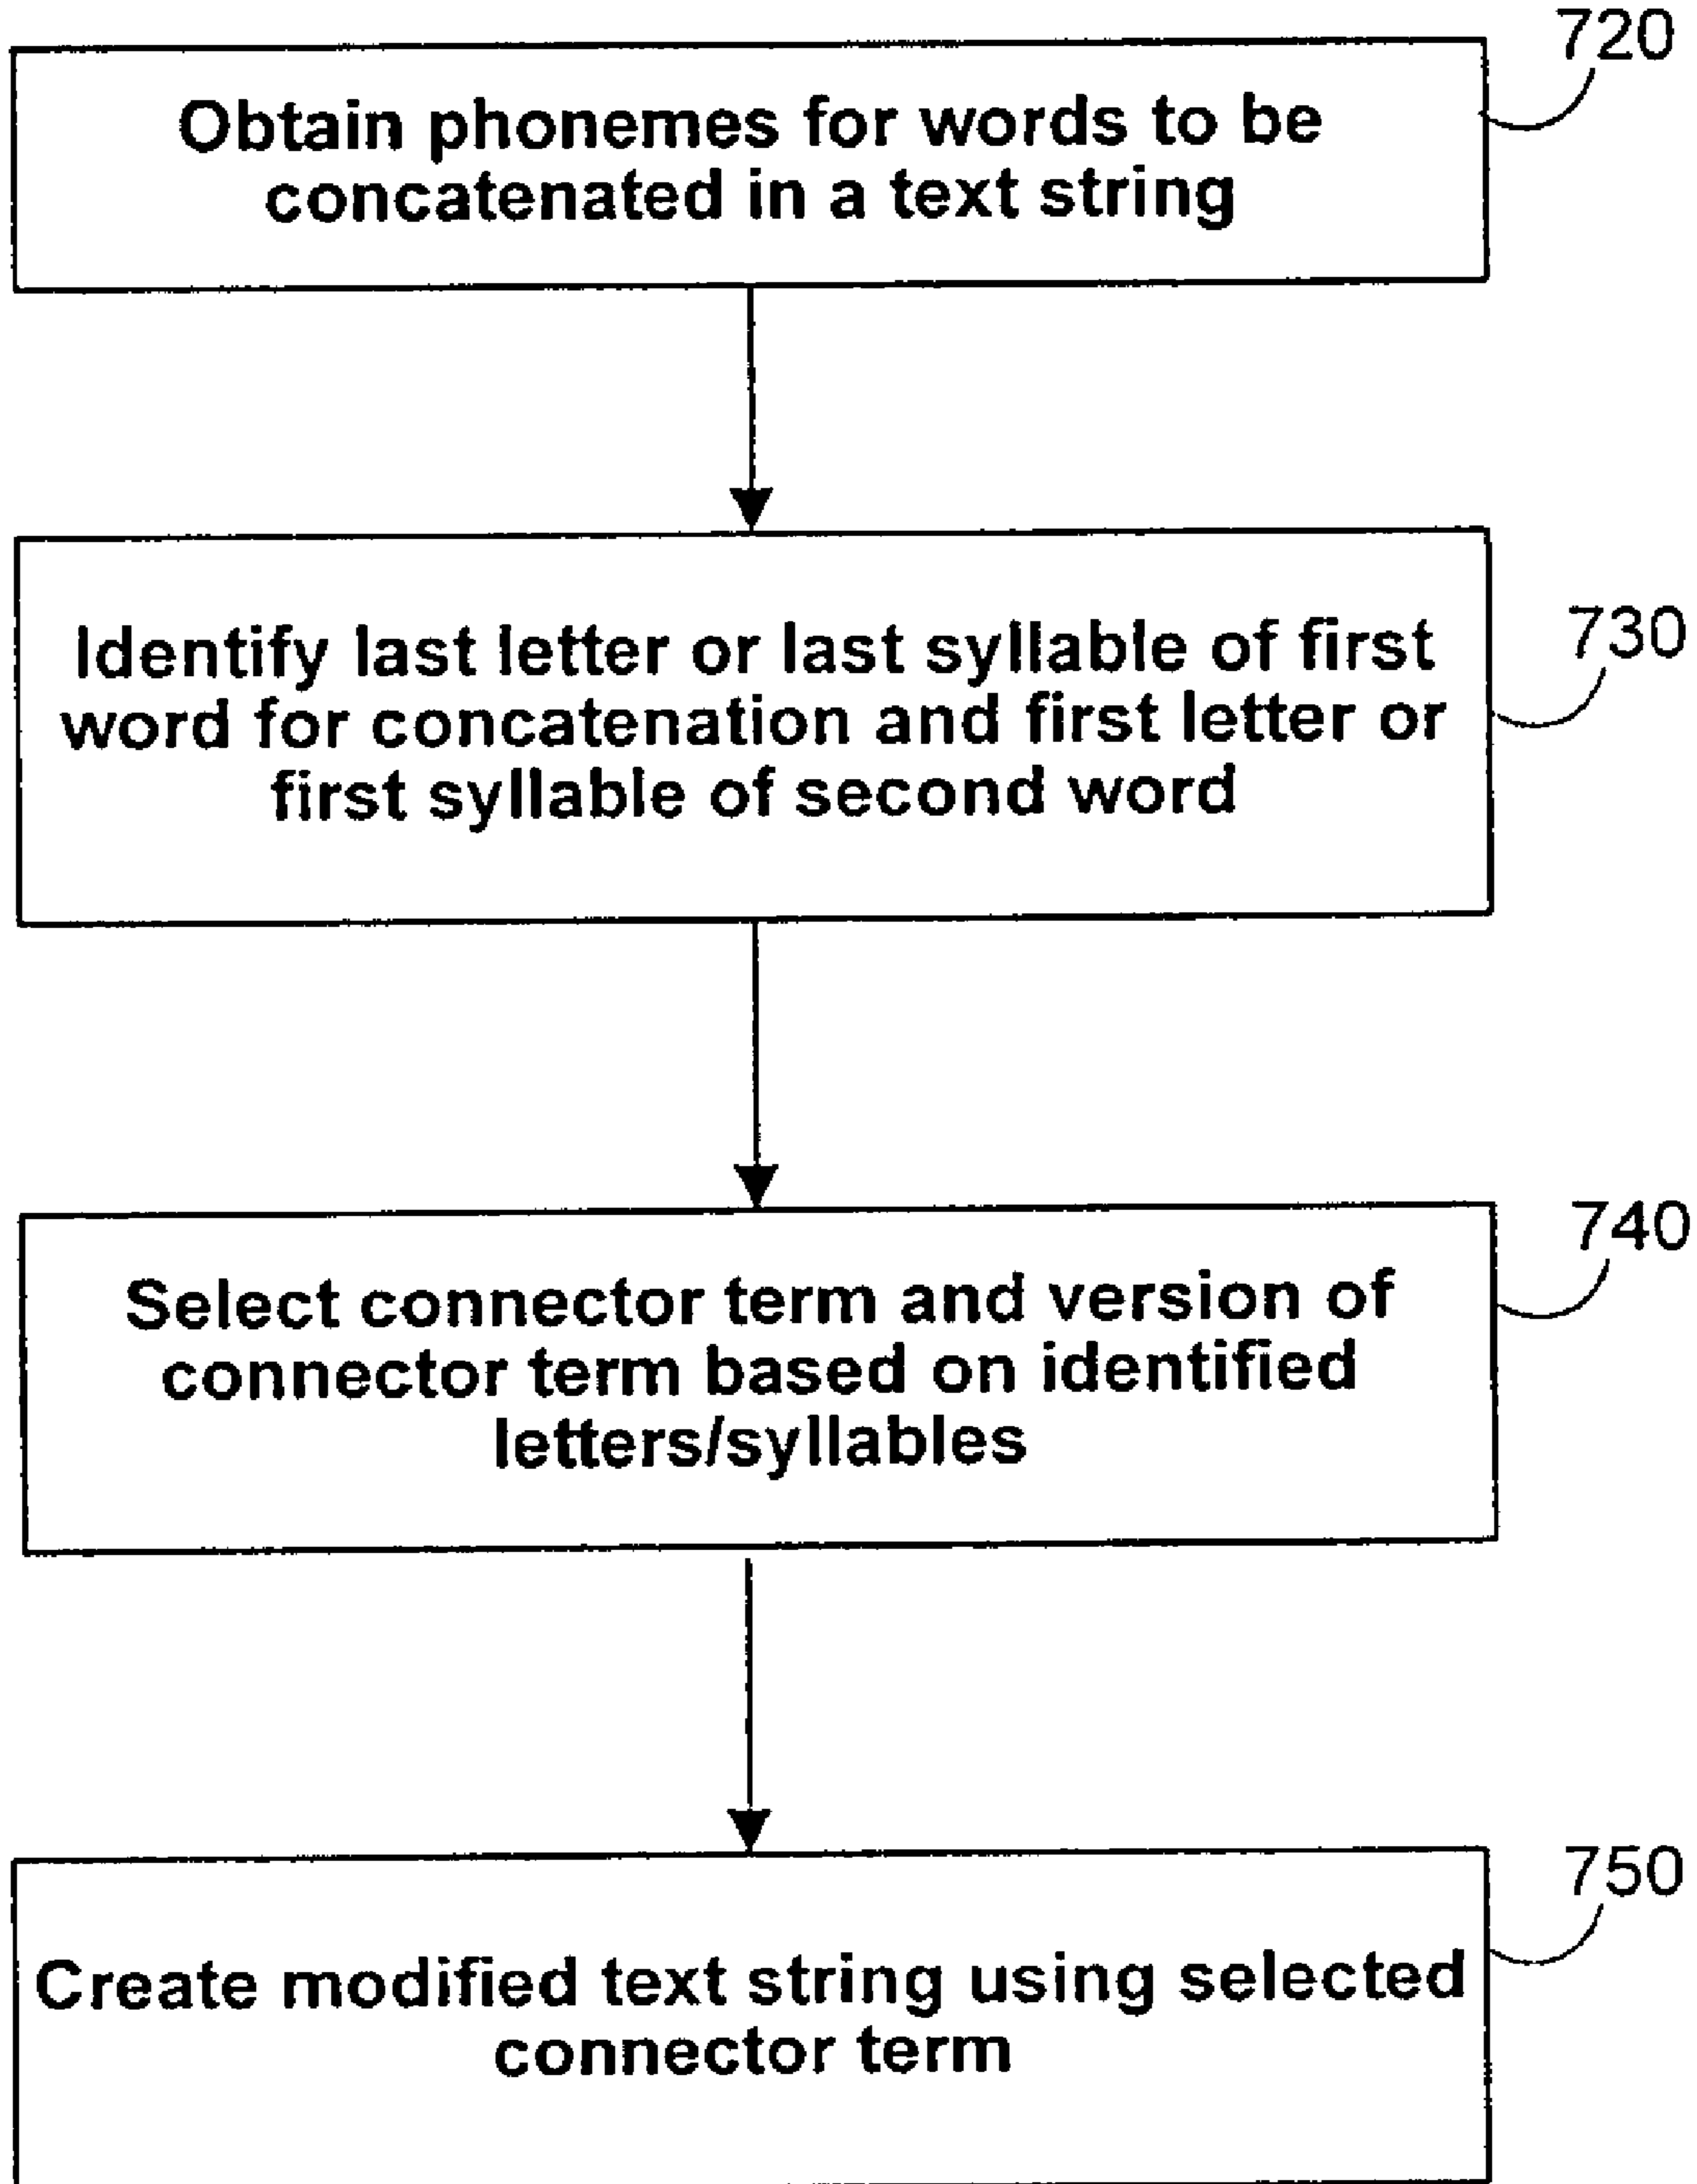 720
Obtain phonemes for words to be
concatenated in a text string
730
Identify last letter or last syllable of first
word for concatenation and first letter or
first syllable of second word
740
Select connector term and version of
connector term based on identified
letters/syllables
750
Create modified text string using selected
connector term